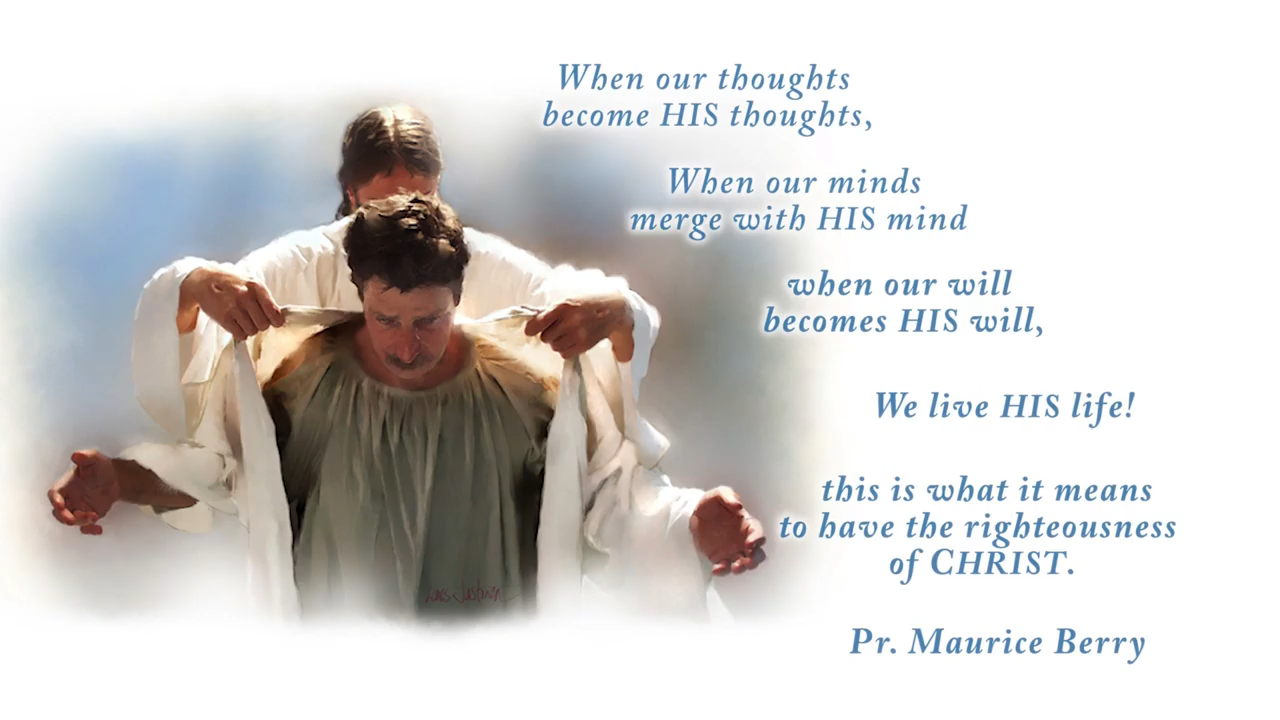 When our thoughts
become HIS thoughts,
When our minds
merge with HIS mind
when our will
becomes HIS will,
We live HIS life!
this is what it means
to have the righteousness
of CHRIST.
Pr. Maurice Berry